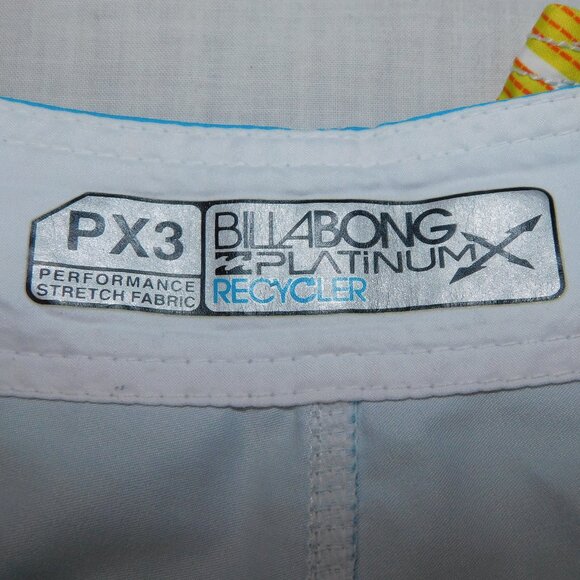 PX3
PERFORMANCE
STRETCH FABRIC
BILLABONG
PLATINUM X
RECYCLER